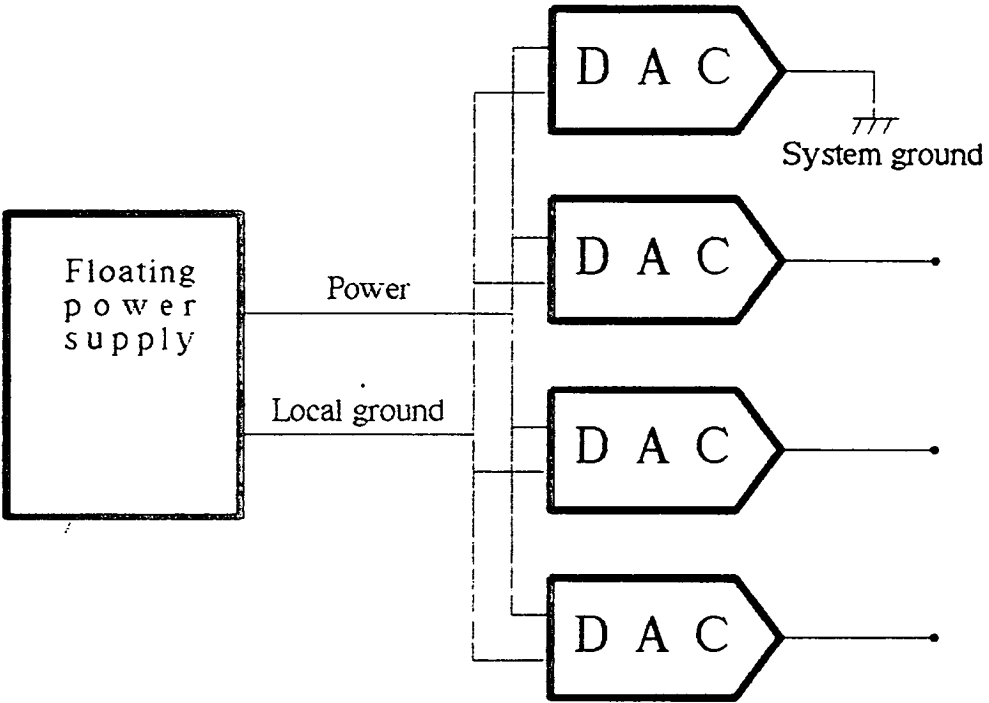 D A C
System ground
D A C
Floating
power
supply
Power
Local ground
D A C
D A C